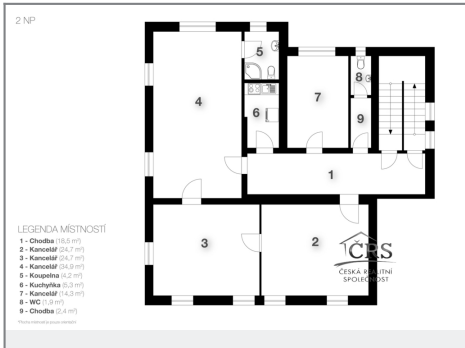 2 NP
5
8
4
7
6
9
1
3
2
ČRS
ČESKÁ REALITNÍ
SPOLEČNOST
LEGENDA MÍSTNOSTÍ
1 - Chodba (18,5 m²)
2 - Kancelář (24,7 m²)
3 - Kancelář (24,7 m²)
4 - Kancelář (34,9 m²)
5 - Koupelna (4,2 m²)
6 - Kuchyňka (5,3 m²)
7 - Kancelář (14,3 m²)
8 - WC (1,9 m²)
9 - Chodba (2,4 m²)